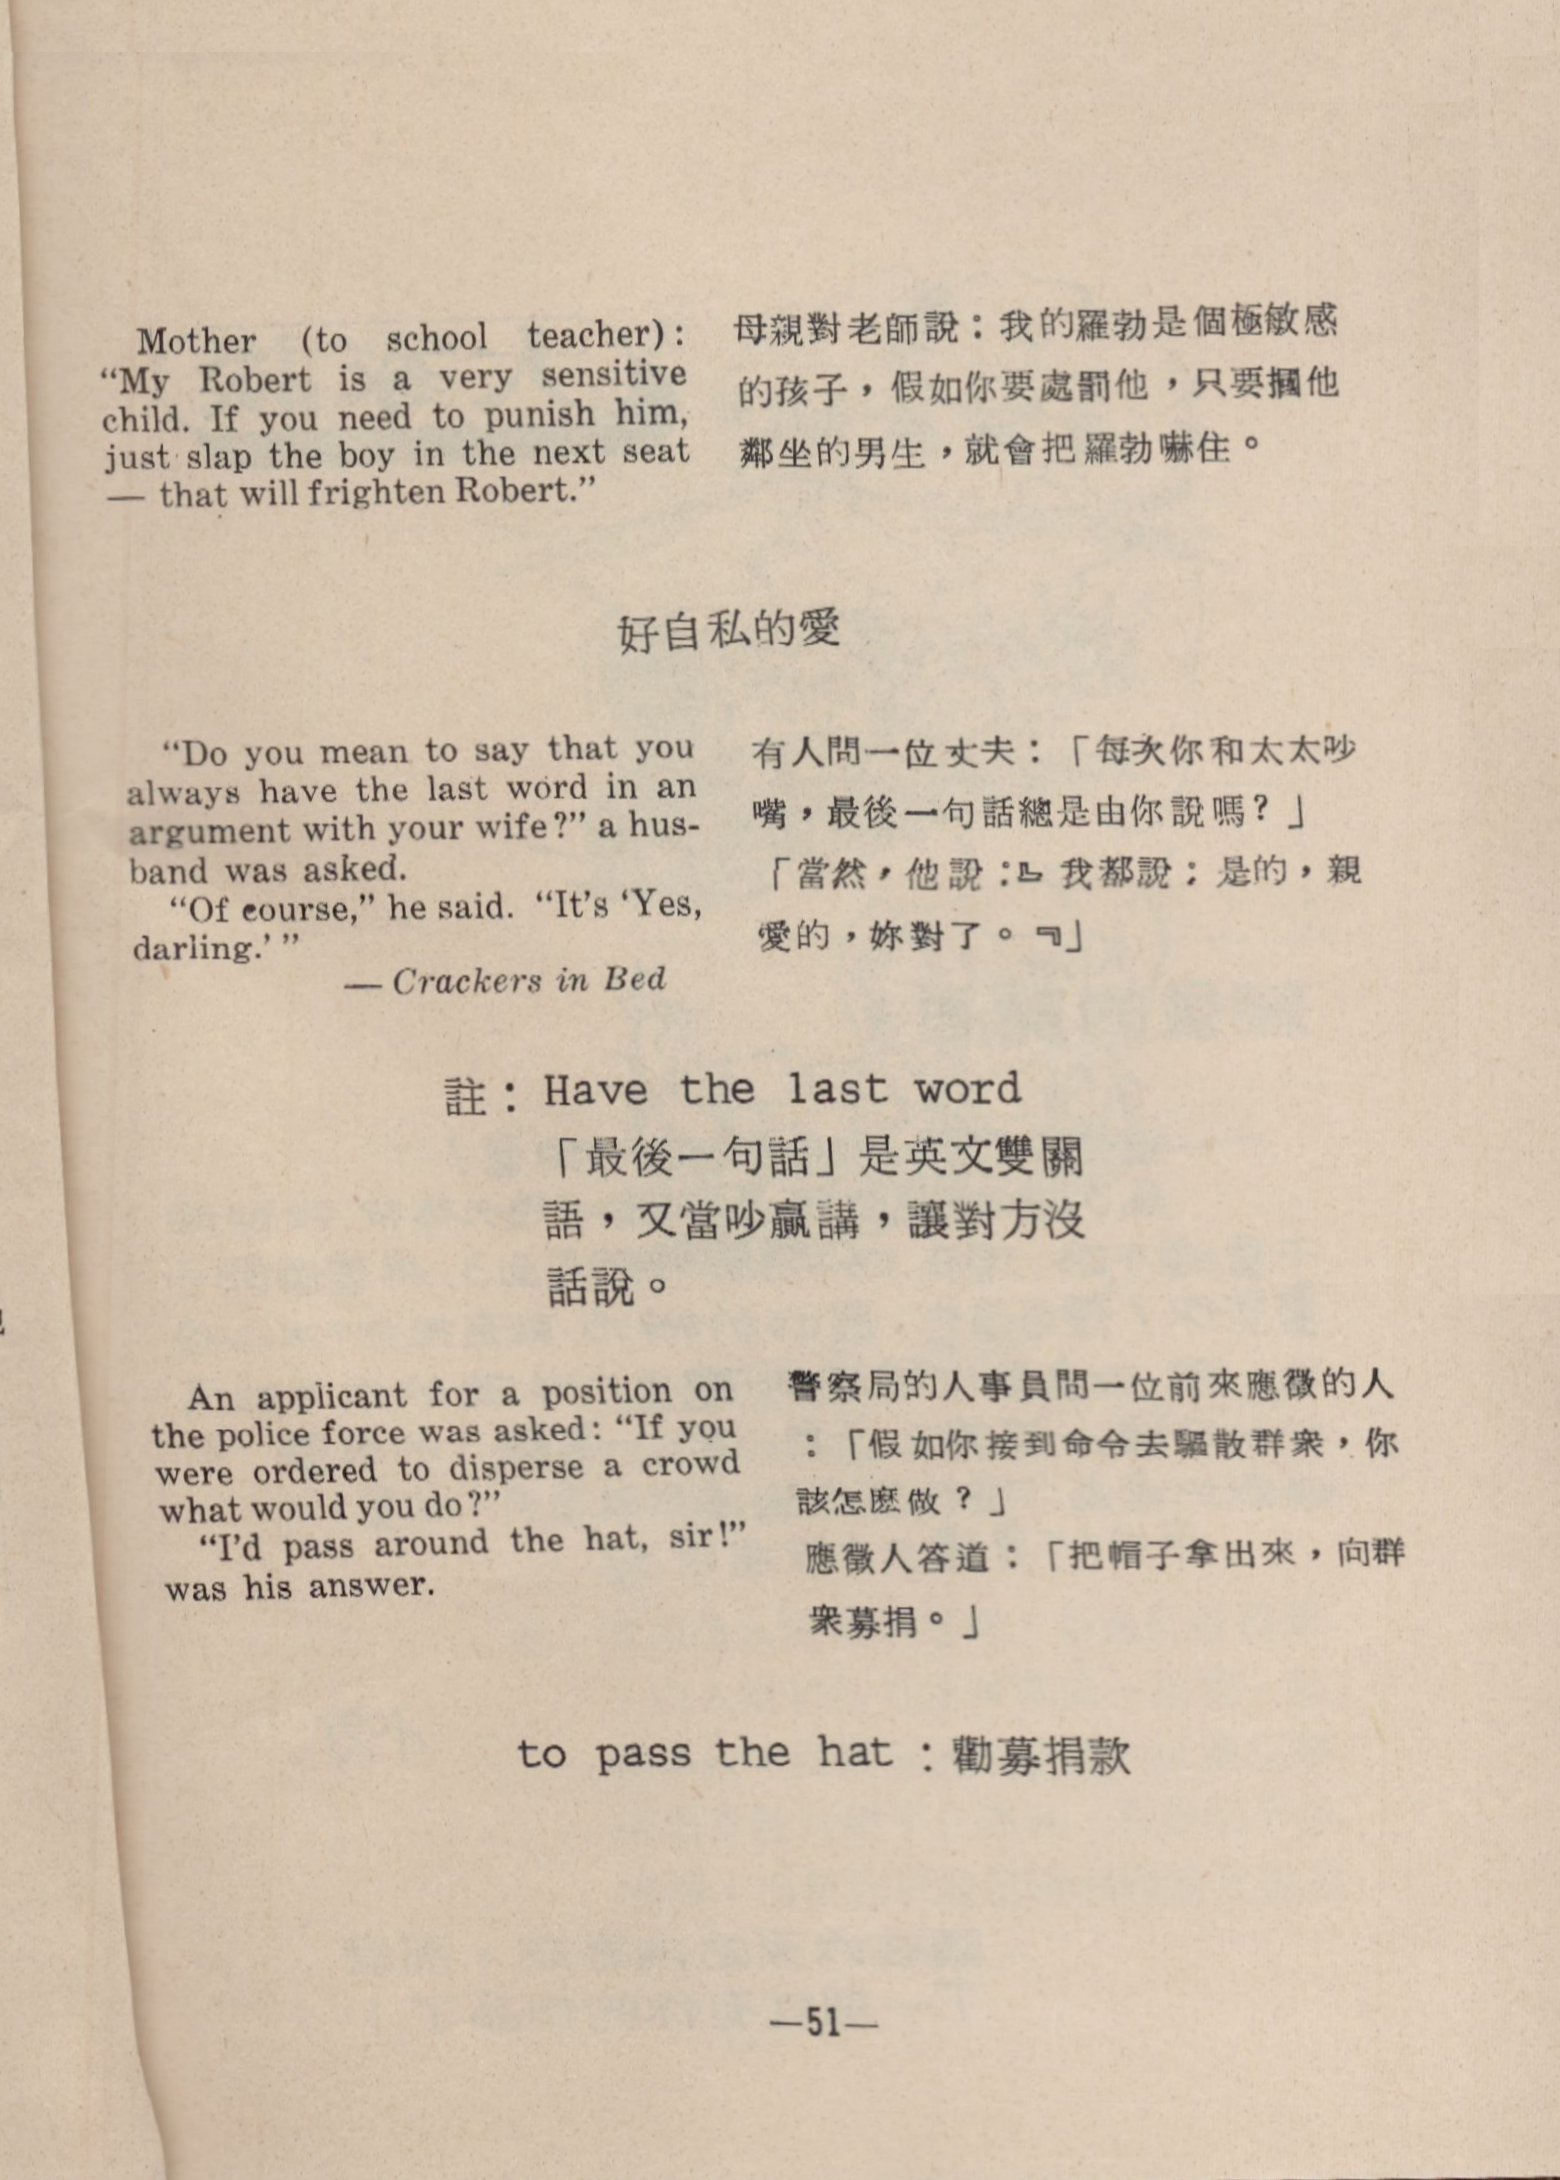 Mother (to school teacher):
“My Robert is a very sensitive
child. If you need to punish him,
just slap the boy in the next seat
— that will frighten Robert.”
母親對老師說：我的羅勃是個極敏感
的孩子，假如你要處罰他，只要摑他
鄰坐的男生，就會把羅勃嚇住。
好自私的愛
“Do you mean to say that you
always have the last word in an
argument with your wife?” a hus-
band was asked.
“Of course,” he said. “It’s ‘Yes,
darling.’ ”
— Crackers in Bed
有人問一位丈夫：「每次你和太太吵
嘴，最後一句話總是由你說嗎？」
「當然，他說：『我都說：是的，親
愛的，妳對了。』」
註：Have the last word
「最後一句話」是英文雙關
語，又當吵贏講，讓對方沒
話說。
An applicant for a position on
the police force was asked: “If you
were ordered to disperse a crowd
what would you do?”
“I’d pass around the hat, sir!”
was his answer.
警察局的人事員問一位前來應徵的人
：「假如你接到命令去驅散群衆，你
該怎麽做？」
應徵人答道：「把帽子拿出來，向群
衆募捐。」
to pass the hat：勸募捐款
—51—